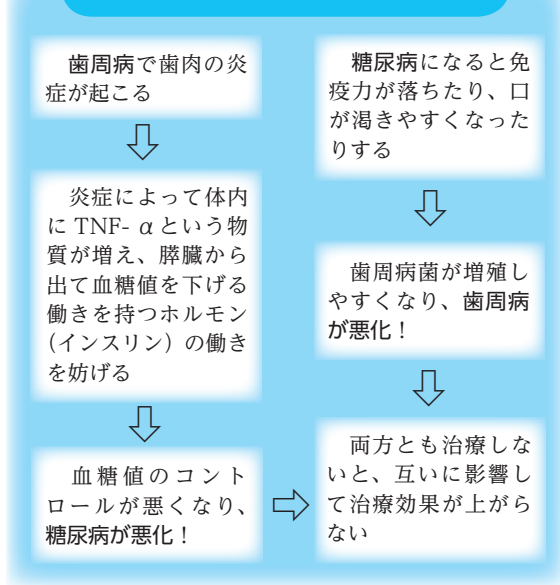 歯周病で歯肉の炎
症が起こる
炎症によって体内
に TNF- αという物
質が増え、膵臓から
出て血糖値を下げる
働きを持つホルモン
(インスリン)の働き
を妨げる
血糖値のコント
ロールが悪くなり、
糖尿病が悪化！
糖尿病になると免
疫力が落ちたり、口
が渇きやすくなった
りする
歯周病菌が増殖し
やすくなり、歯周病
が悪化！
両方とも治療しな
いと、互いに影響し
て治療効果が上がら
ない